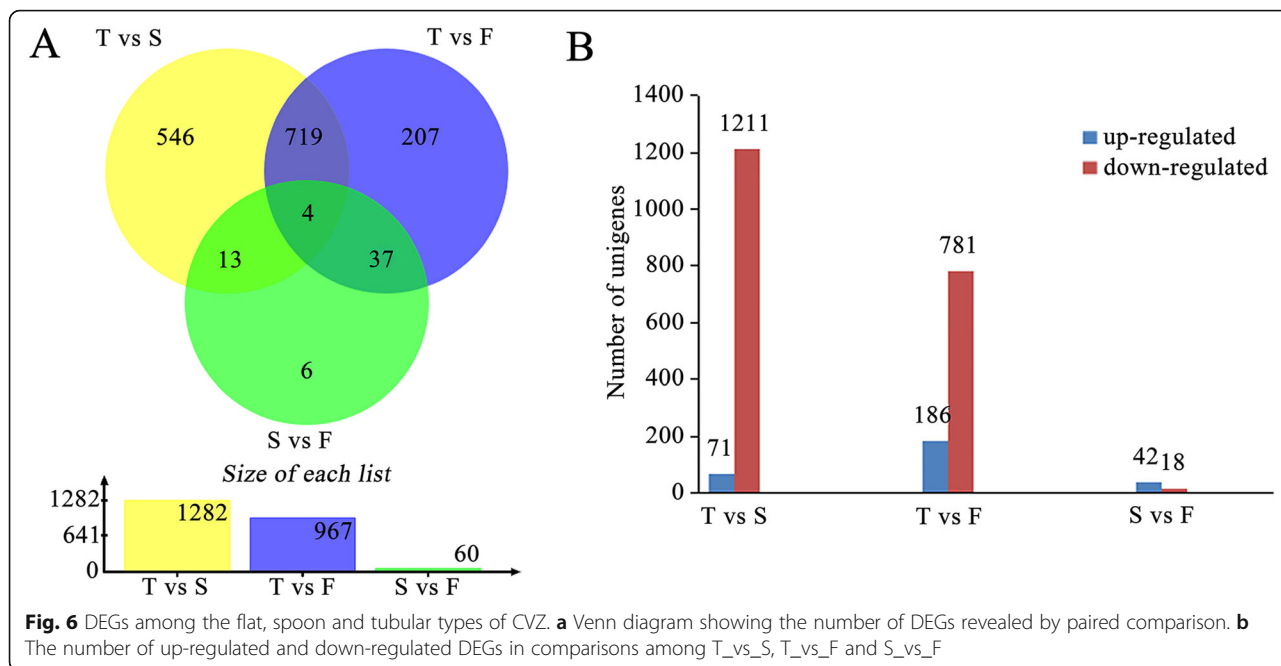 A
T vs S
T vs F
546
719
207
4
13
37
6
S vs F
Size of each list
1282
641
0
1282
967
60
T vs S
T vs F
S vs F
B
Number of unigenes
1400
1200
1000
800
600
400
200
0
up-regulated
down-regulated
1211
71
781
186
42
18
T vs S
T vs F
S vs F
Fig. 6 DEGs among the flat, spoon and tubular types of CVZ. a Venn diagram showing the number of DEGs revealed by paired comparison. b
The number of up-regulated and down-regulated DEGs in comparisons among T_vs_S, T_vs_F and S_vs_F